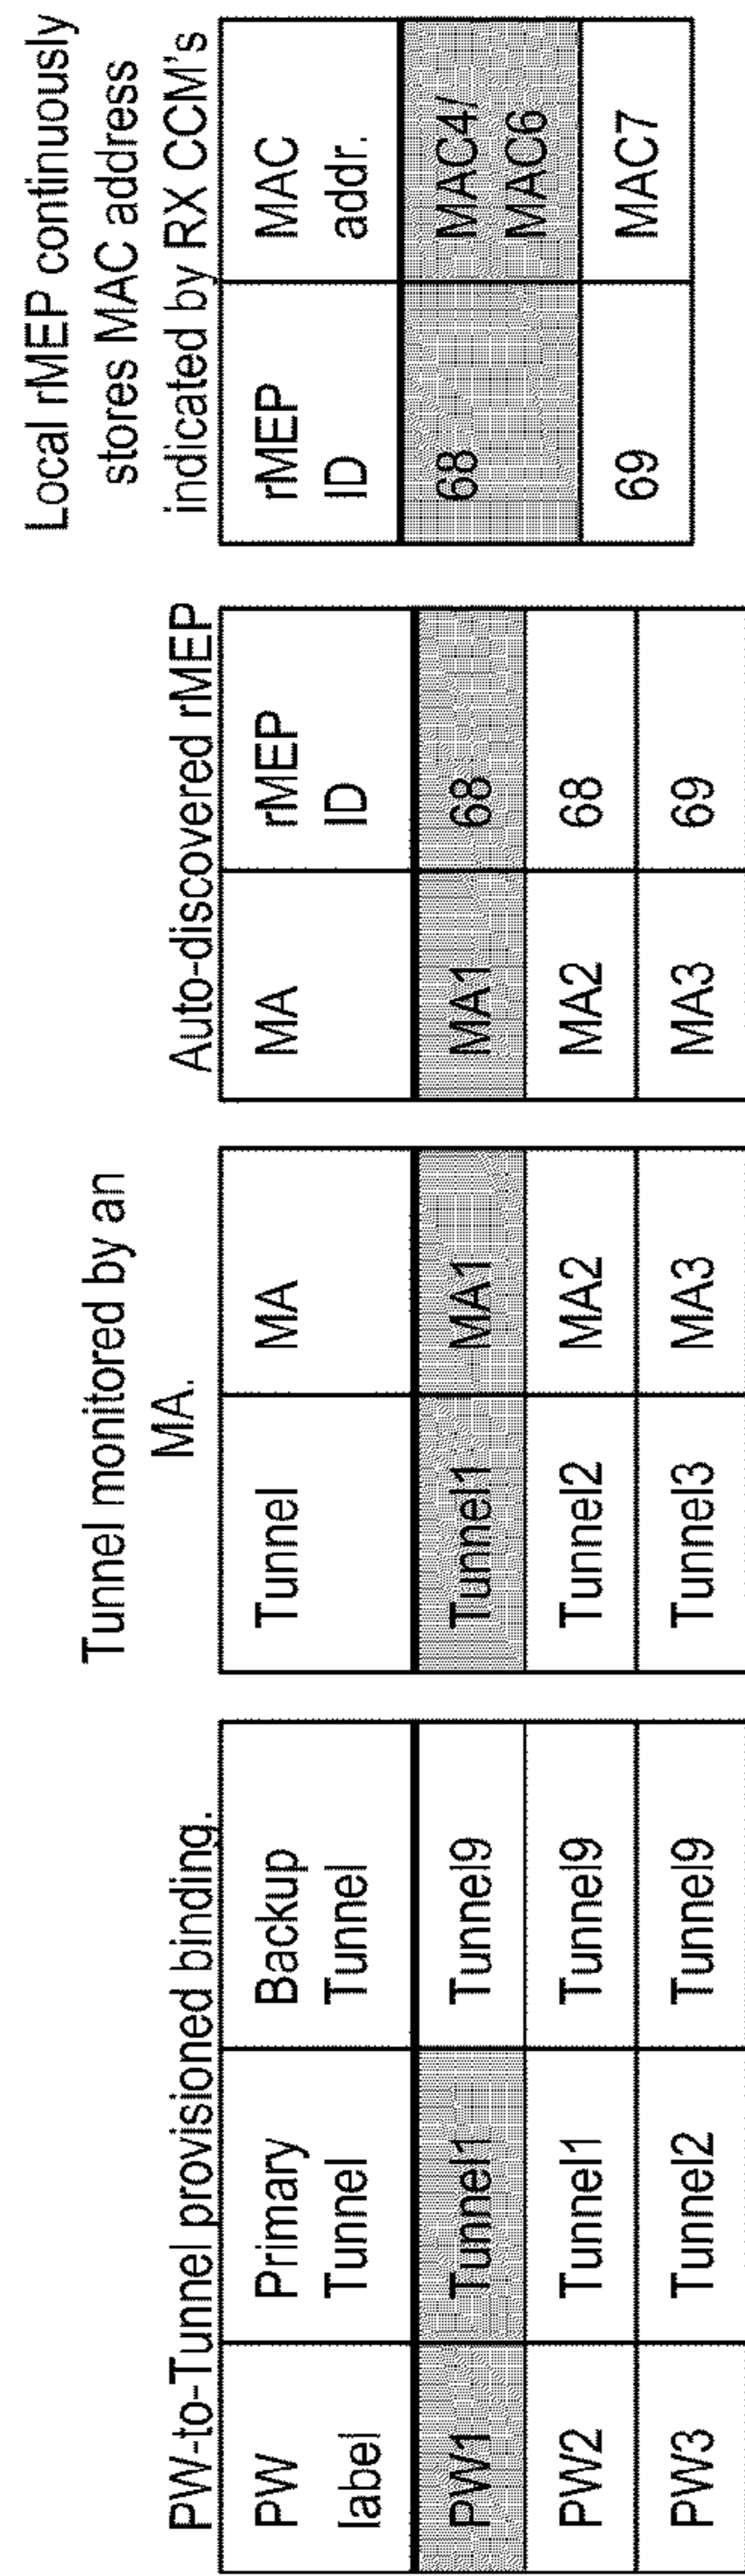 PW-to-Tunnel provisioned binding.
PW label	Primary Tunnel	Backup Tunnel
PW1	Tunnel1	Tunnel9
PW2	Tunnel1	Tunnel9
PW3	Tunnel2	Tunnel9
Tunnel monitored by an
MA.
Tunnel	MA
Tunnel1	MA1
Tunnel2	MA2
Tunnel3	MA3
Auto-discovered rMEP
MA	rMEP ID
MA1	68
MA2	68
MA3	69
Local rMEP continuously
stores MAC address
indicated by RX CCM's
rMEP ID	MAC addr.
68	MAC4/ MAC6
69	MAC7